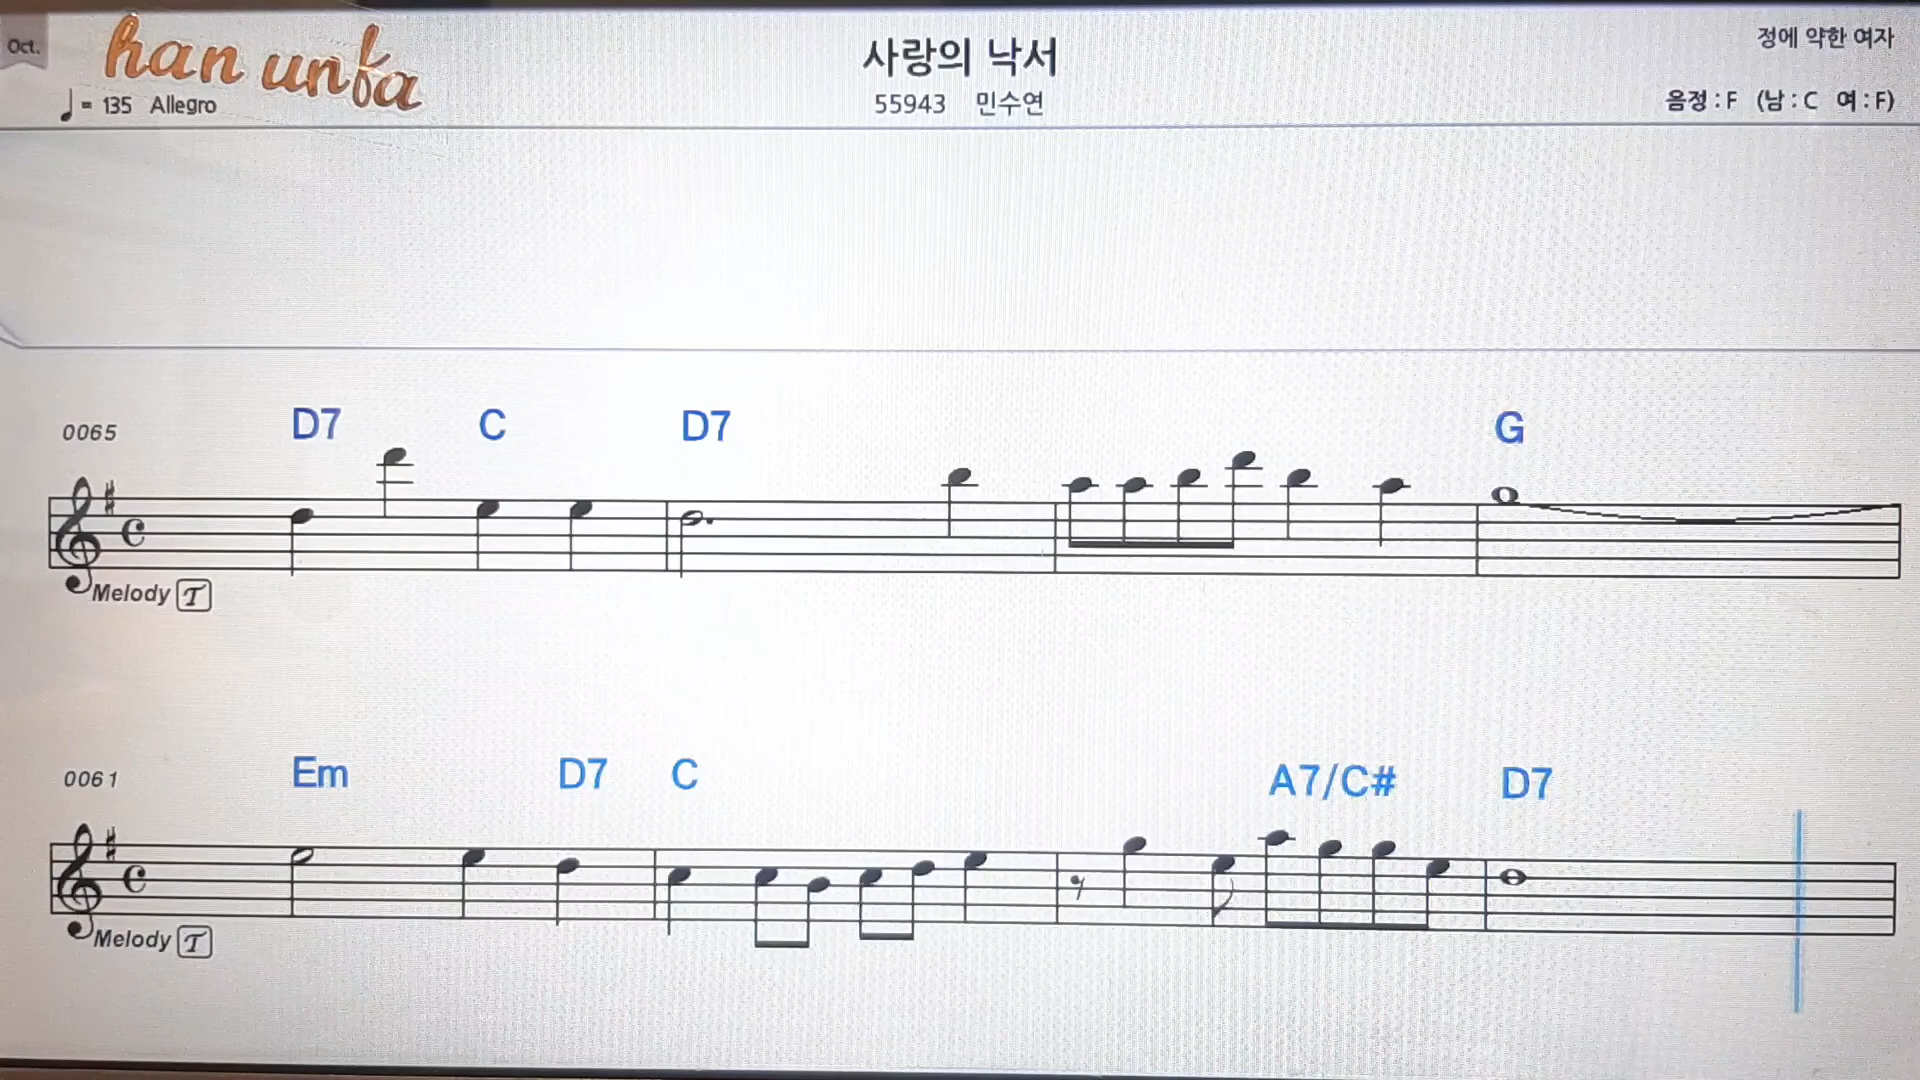 Oct.
han unfa
사랑의 낙서
정에 약한 여자
♩= 135 Allegro
55943 민수연
음정 : F (남 : C 여 : F)
0065 D7 C D7 G
Melody T
0061 Em D7 C A7/C# D7
Melody T